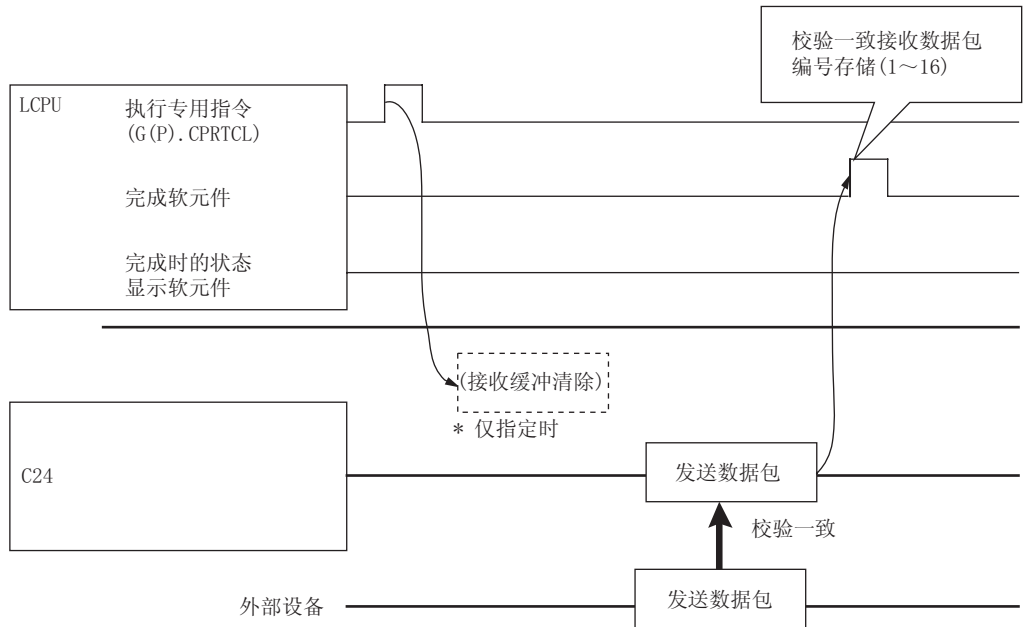 校验一致接收数据包
编号存储(1～16)
LCPU
执行专用指令
(G(P).CPRTCL)
完成软元件
完成时的状态
显示软元件
(接收缓冲清除)
* 仅指定时
C24
发送数据包
校验一致
外部设备
发送数据包